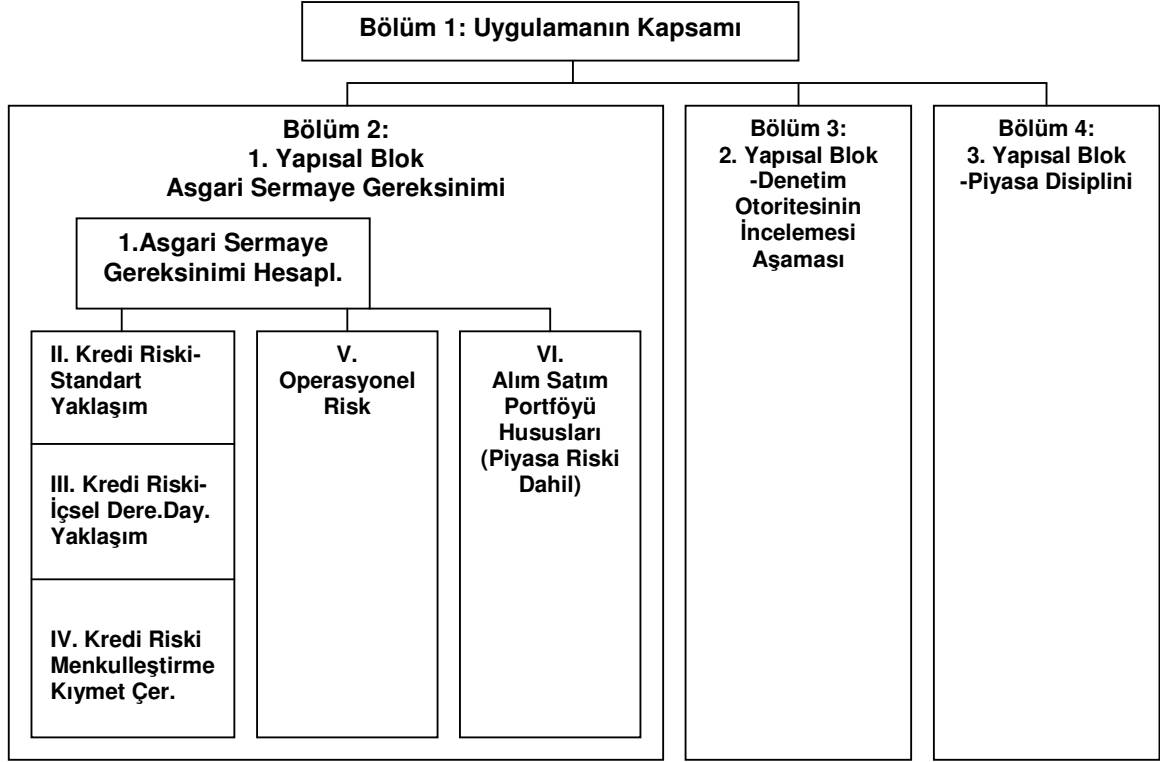 Bölüm 1: Uygulamanın Kapsamı
Bölüm 2:
1. Yapısal Blok
Asgari Sermaye Gereksinimi
1.Asgari Sermaye
Gereksinimi Hesapl.
II. Kredi Riski-
Standart
Yaklaşım
III. Kredi Riski-
İçsel Dere.Day.
Yaklaşım
IV. Kredi Riski
Menkulleştirme
Kıymet Çer.
V.
Operasyonel
Risk
VI.
Alım Satım
Portföyü
Hususları
(Piyasa Riski
Dahil)
Bölüm 3:
2. Yapısal Blok
-Denetim
Otoritesinin
İncelemesi
Aşaması
Bölüm 4:
3. Yapısal Blok
-Piyasa Disiplini